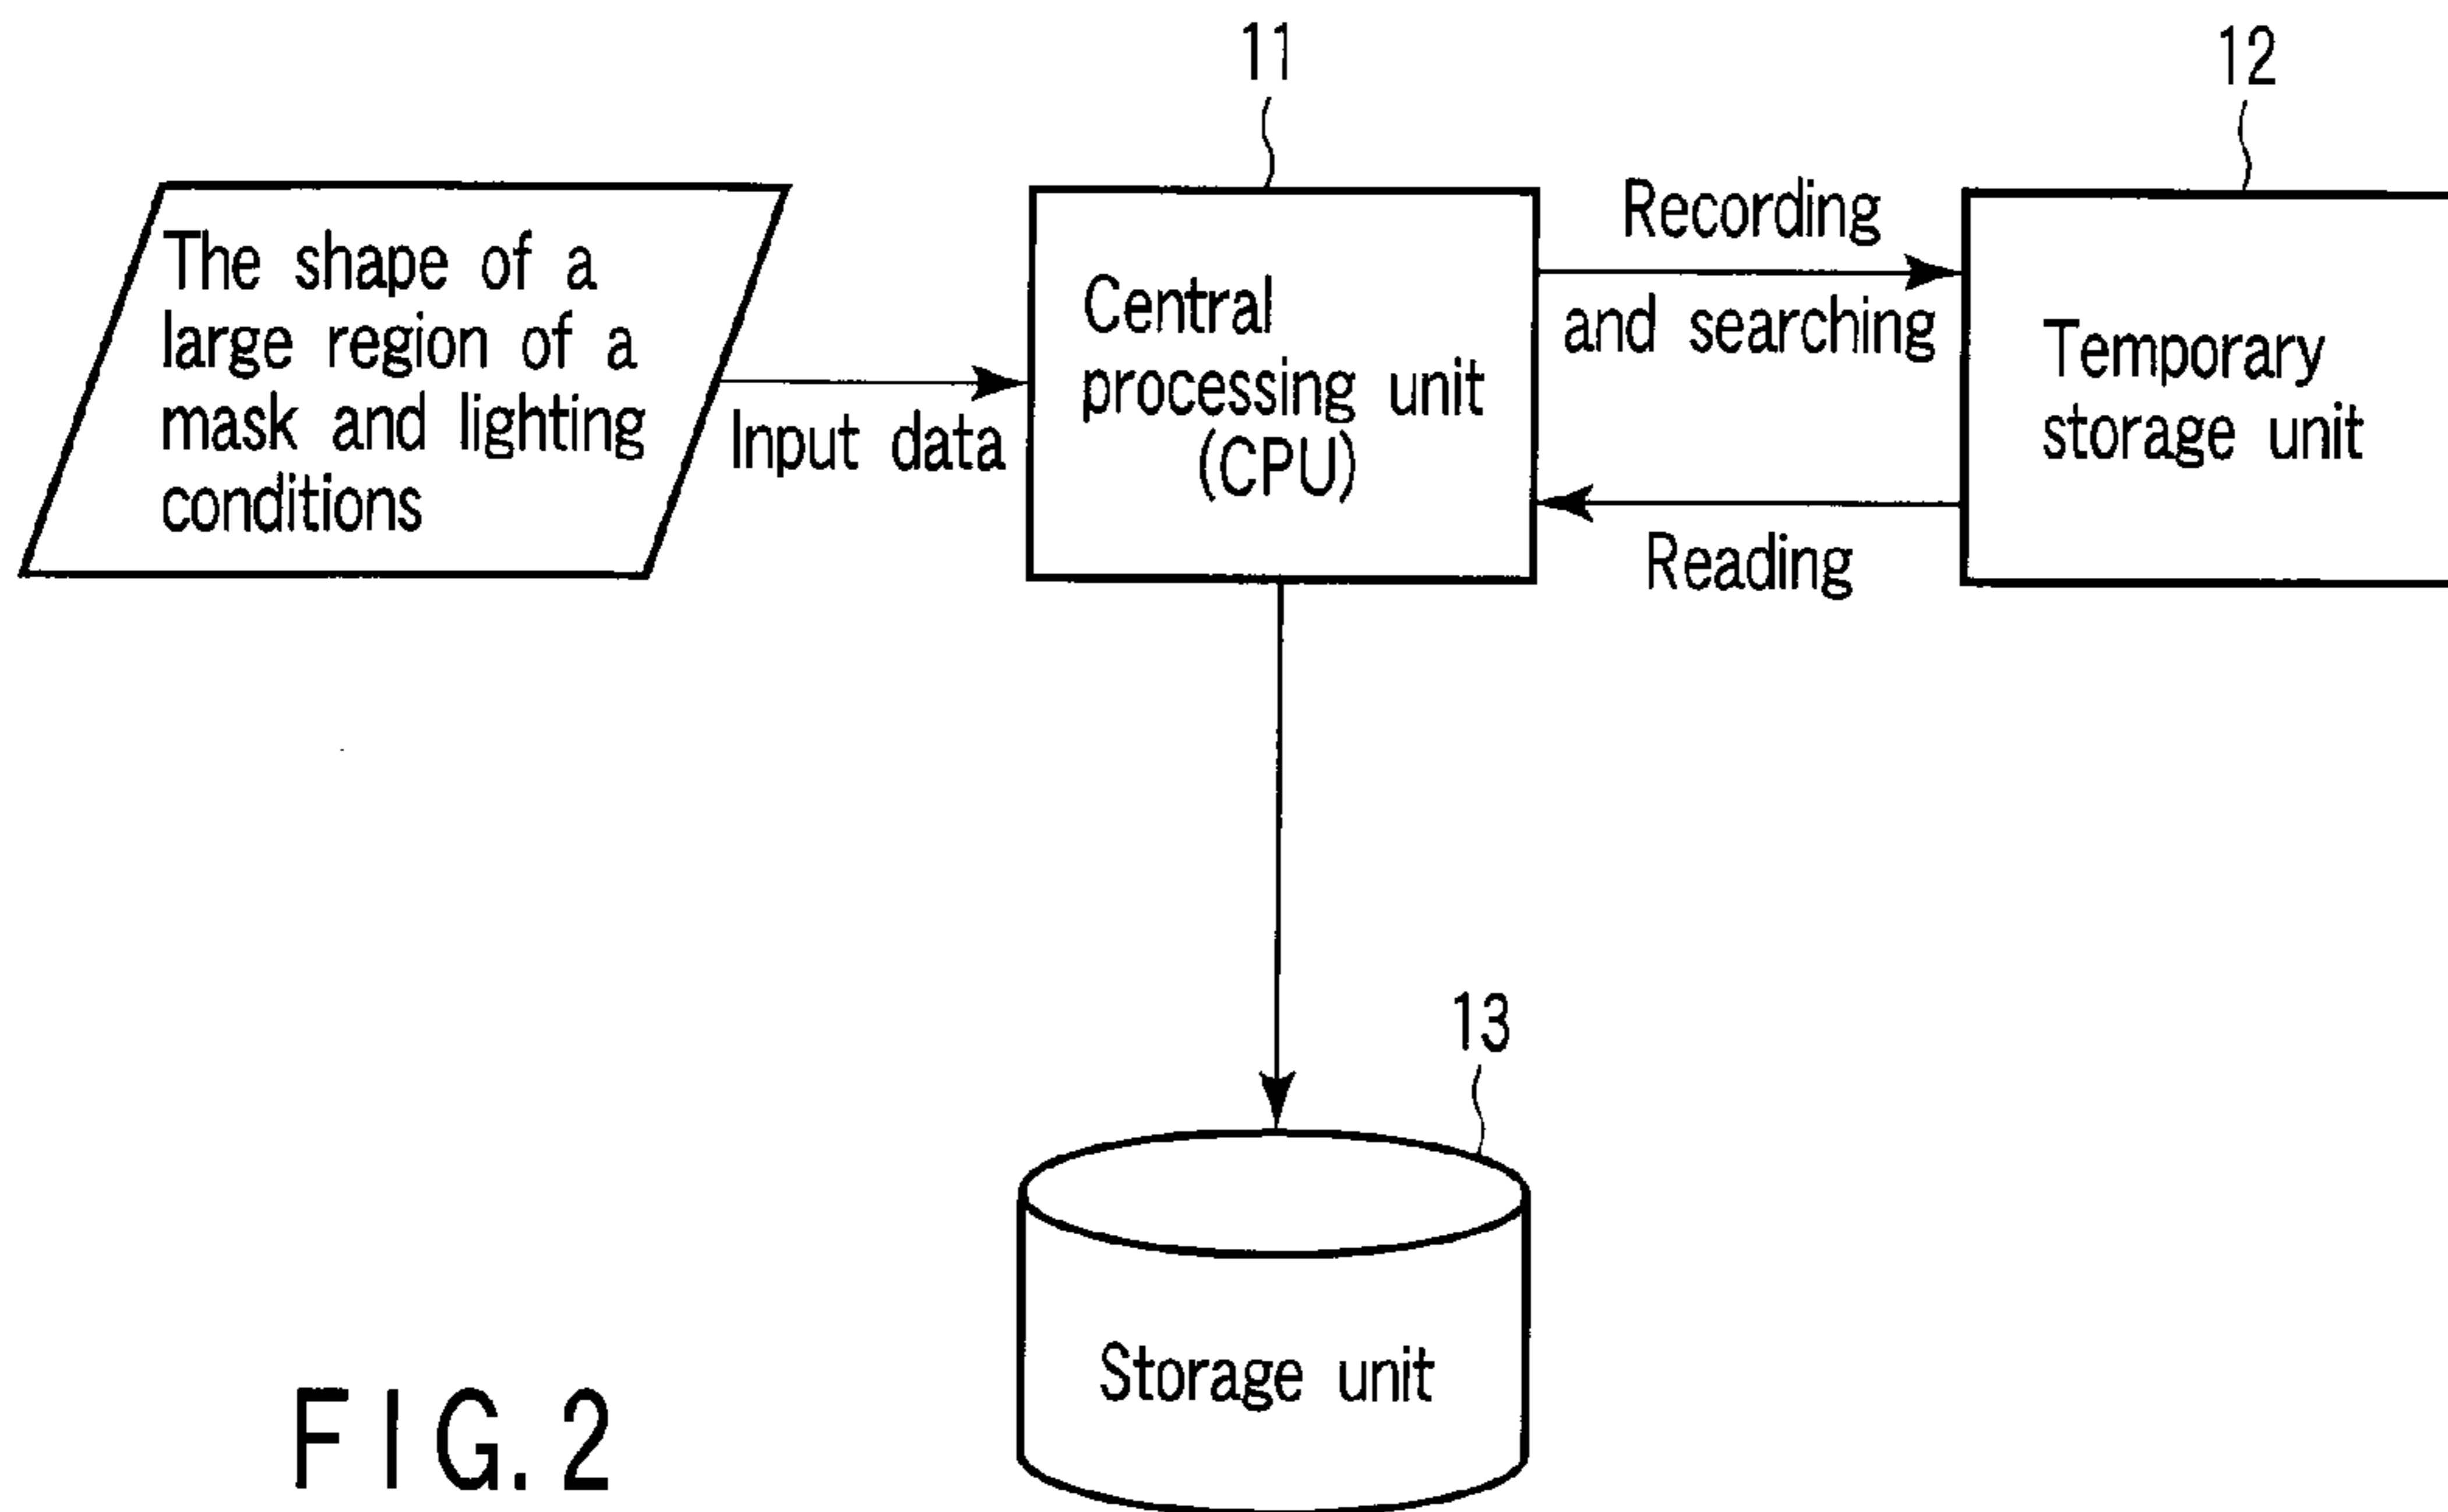 11
12
The shape of a
large region of a
mask and lighting
conditions
Input data
Central
processing unit
(CPU)
Recording
and searching
Reading
Temporary
storage unit
13
Storage unit
FIG. 2